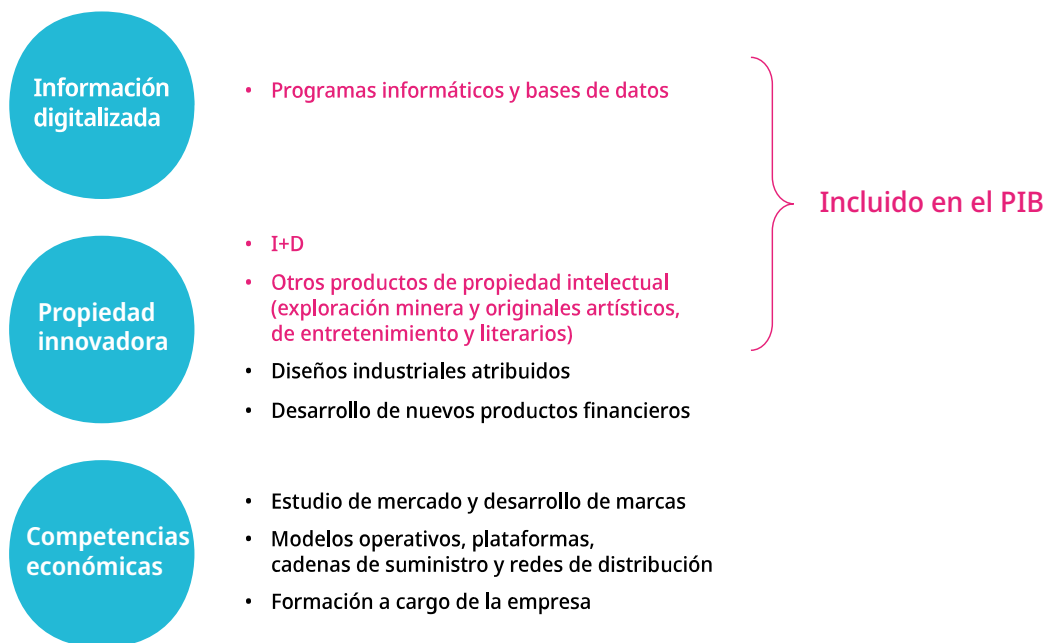 Información
digitalizada
• Programas informáticos y bases de datos
Incluido en el PIB
Propiedad
innovadora
• I+D
• Otros productos de propiedad intelectual
(exploración minera y originales artísticos,
de entretenimiento y literarios)
• Diseños industriales atribuidos
• Desarrollo de nuevos productos financieros
Competencias
económicas
• Estudio de mercado y desarrollo de marcas
• Modelos operativos, plataformas,
cadenas de suministro y redes de distribución
• Formación a cargo de la empresa